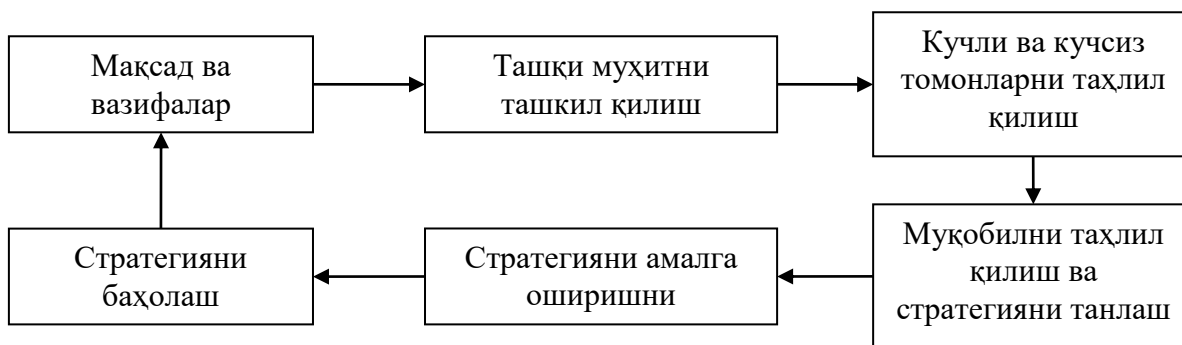 Мақсад ва
вазифалар
Ташқи муҳитни
ташкил қилиш
Кучли ва кучсиз
томонларни таҳлил
қилиш
Муқобилни таҳлил
қилиш ва
стратегияни танлаш
Стратегияни амалга
оширишни
Стратегияни
баҳолаш